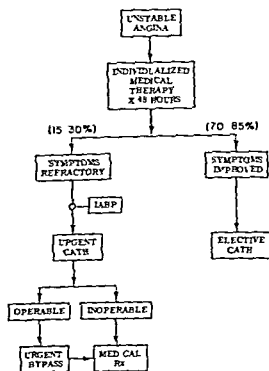 UNSTABLE
ANGINA
INDIVIDUALIZED
MEDICAL
THERAPY
X 48 HOURS
(15 30%)
(70 85%)
SYMPTOMS
REFRACTORY
SYMPTOMS
IMPROVED
IABP
URGENT
CATH
ELECTIVE
CATH
OPERABLE
INOPERABLE
URGENT
BYPASS
MEDICAL
Rx